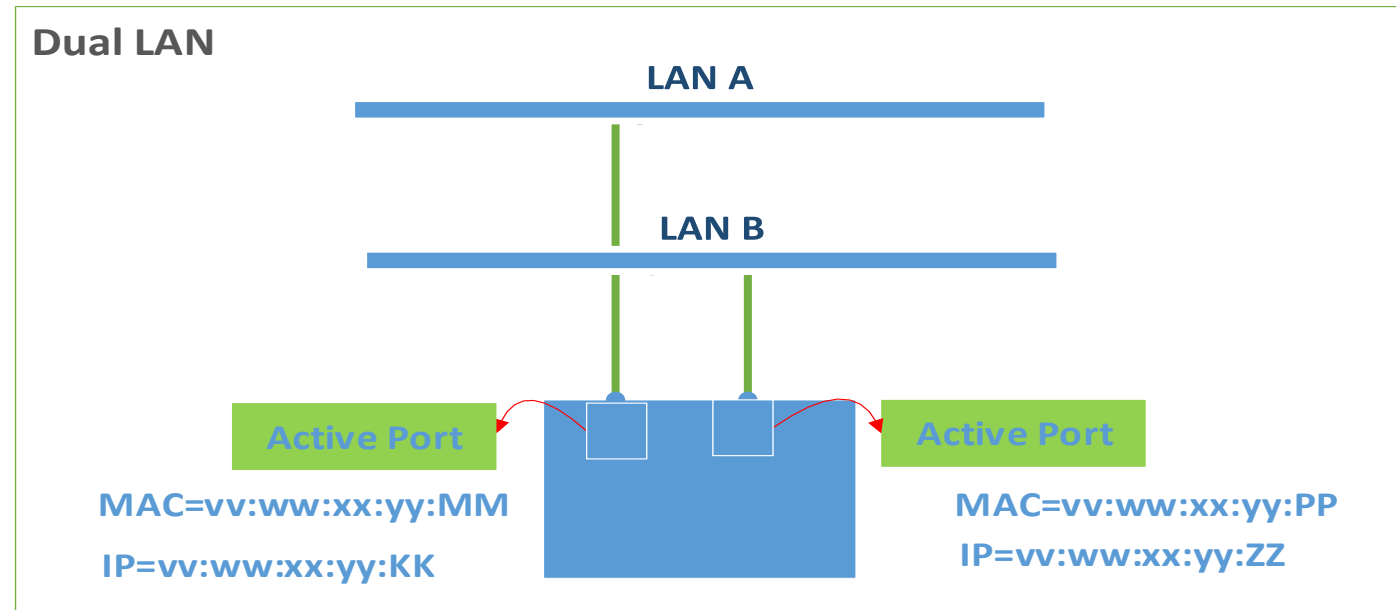 Dual LAN
LAN A
LAN B
Active Port
Active Port
MAC=vv:ww:xx:yy:MM
IP=vv:ww:xx:yy:KK
MAC=vv:ww:xx:yy:PP
IP=vv:ww:xx:yy:ZZ